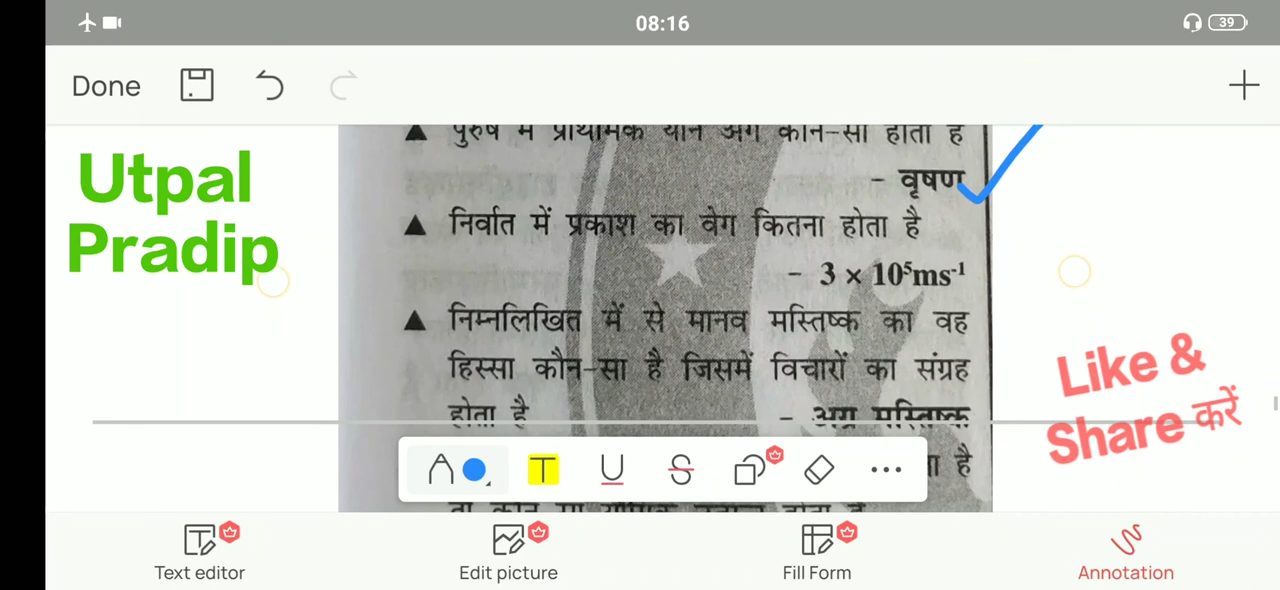 08:16
39
Done
Utpal
Pradip
▲ पुरुष में प्राथमिक यौन अंग कौन-सा होता है
- वृषण
▲ निर्वात में प्रकाश का वेग कितना होता है
- 3 × 10⁵ms⁻¹
▲ निम्नलिखित में से मानव मस्तिष्क का वह
हिस्सा कौन-सा है जिसमें विचारों का संग्रह
होता है - अग्र मस्तिष्क
Like &
Share करें
T U S
है
Text editor
Edit picture
Fill Form
Annotation